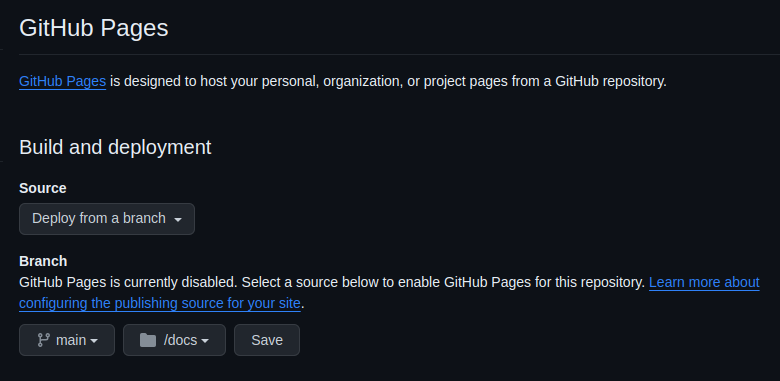 GitHub Pages
GitHub Pages is designed to host your personal, organization, or project pages from a GitHub repository.
Build and deployment
Source
Deploy from a branch
Branch
GitHub Pages is currently disabled. Select a source below to enable GitHub Pages for this repository. Learn more about
configuring the publishing source for your site.
main /docs Save